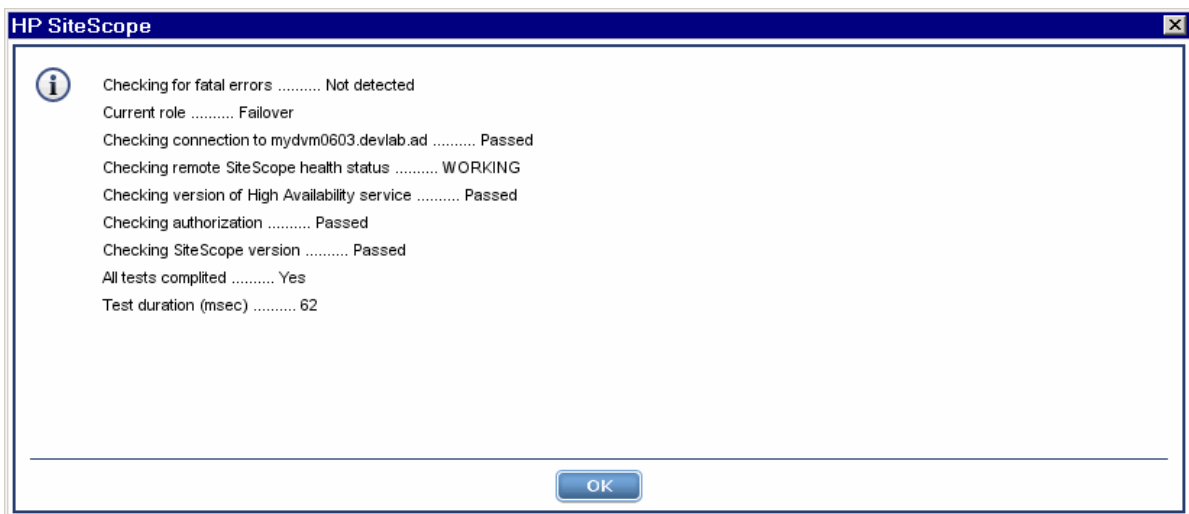 HP SiteScope
Checking for fatal errors .......... Not detected
Current role .......... Failover
Checking connection to mydvm0603.devlab.ad .......... Passed
Checking remote SiteScope health status .......... WORKING
Checking version of High Availability service .......... Passed
Checking authorization .......... Passed
Checking SiteScope version .......... Passed
All tests complited .......... Yes
Test duration (msec) .......... 62
OK